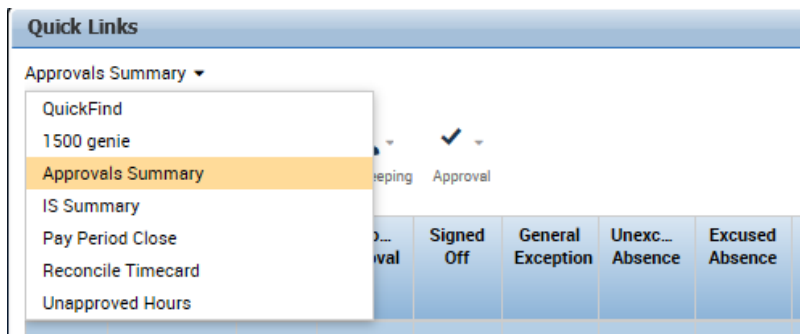 Quick Links
Approvals Summary
QuickFind
1500 genie
Approvals Summary
IS Summary
Pay Period Close
Reconcile Timecard
Unapproved Hours
eeping Approval
Signed Off
General Exception
Unexc... Absence
Excused Absence